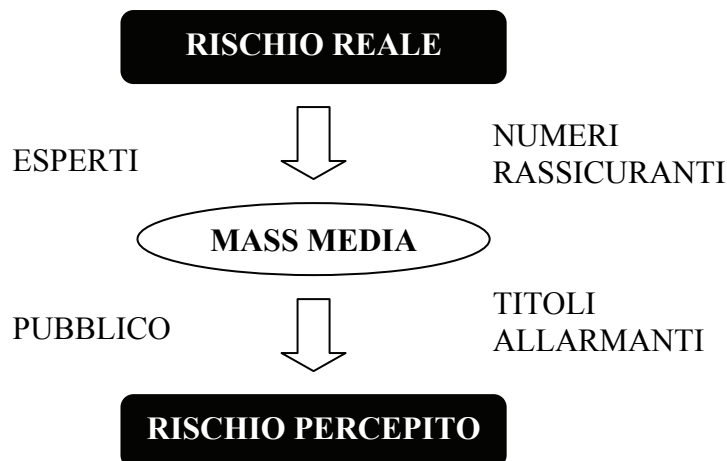 RISCHIO REALE
ESPERTI
NUMERI
RASSICURANTI
MASS MEDIA
PUBBLICO
TITOLI
ALLARMANTI
RISCHIO PERCEPITO